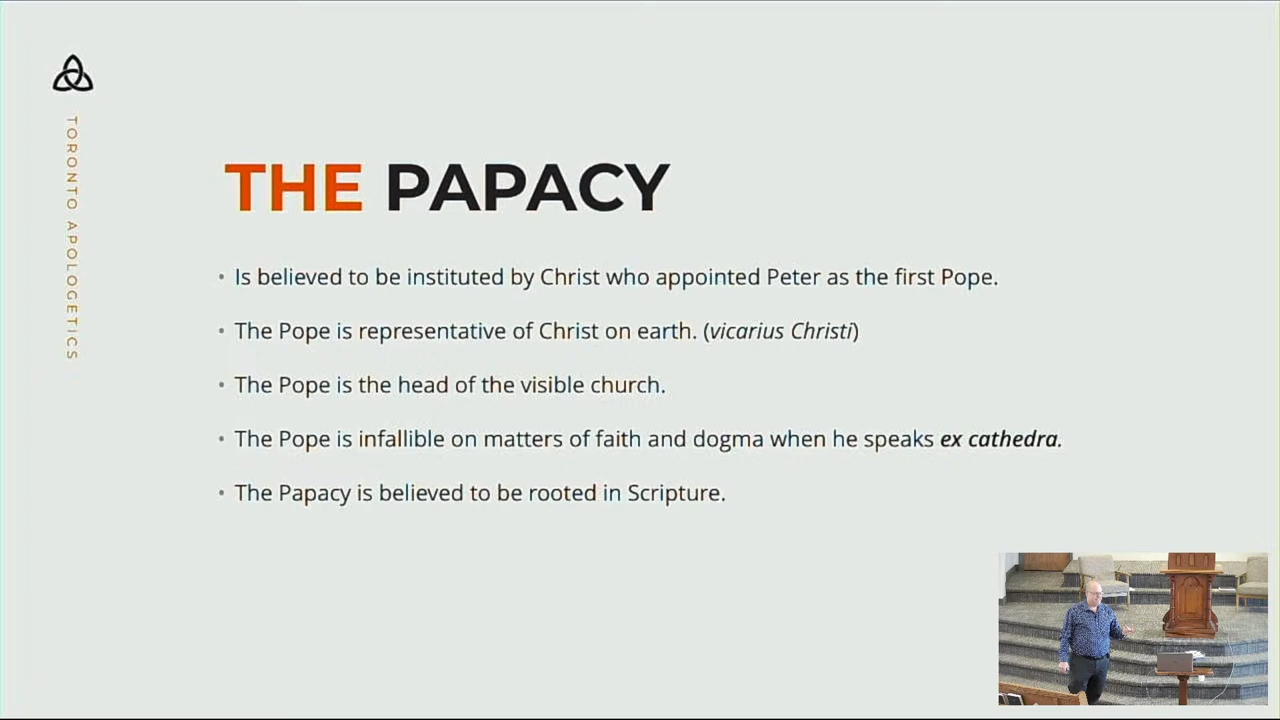 TORONTO APOLOGETICS
THE PAPACY
• Is believed to be instituted by Christ who appointed Peter as the first Pope.
• The Pope is representative of Christ on earth. (vicarius Christi)
• The Pope is the head of the visible church.
• The Pope is infallible on matters of faith and dogma when he speaks ex cathedra.
• The Papacy is believed to be rooted in Scripture.